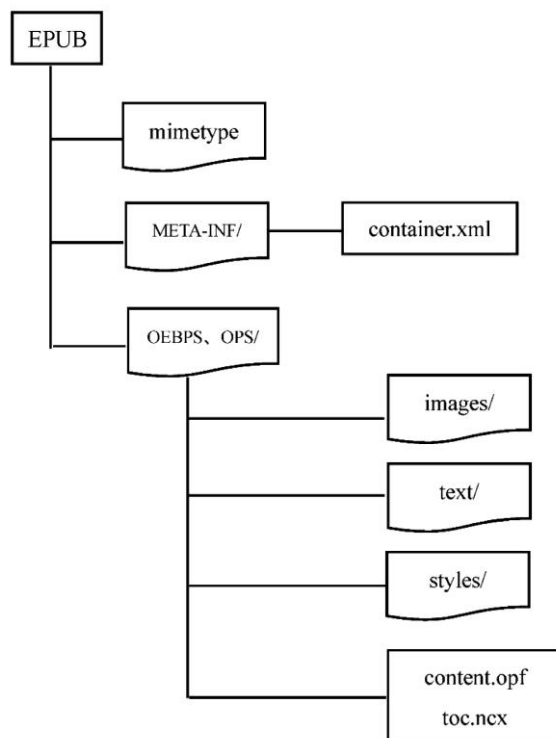 EPUB
mimetype
META-INF/
container.xml
OEBPS、OPS/
images/
text/
styles/
content.opf
toc.ncx